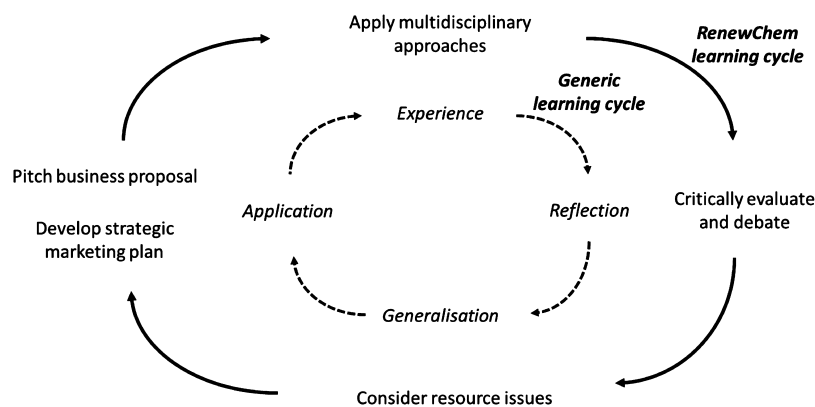 Apply multidisciplinary
approaches
RenewChem
learning cycle
Generic
learning cycle
Experience
Pitch business proposal
Develop strategic
marketing plan
Application
Reflection
Critically evaluate
and debate
Generalisation
Consider resource issues